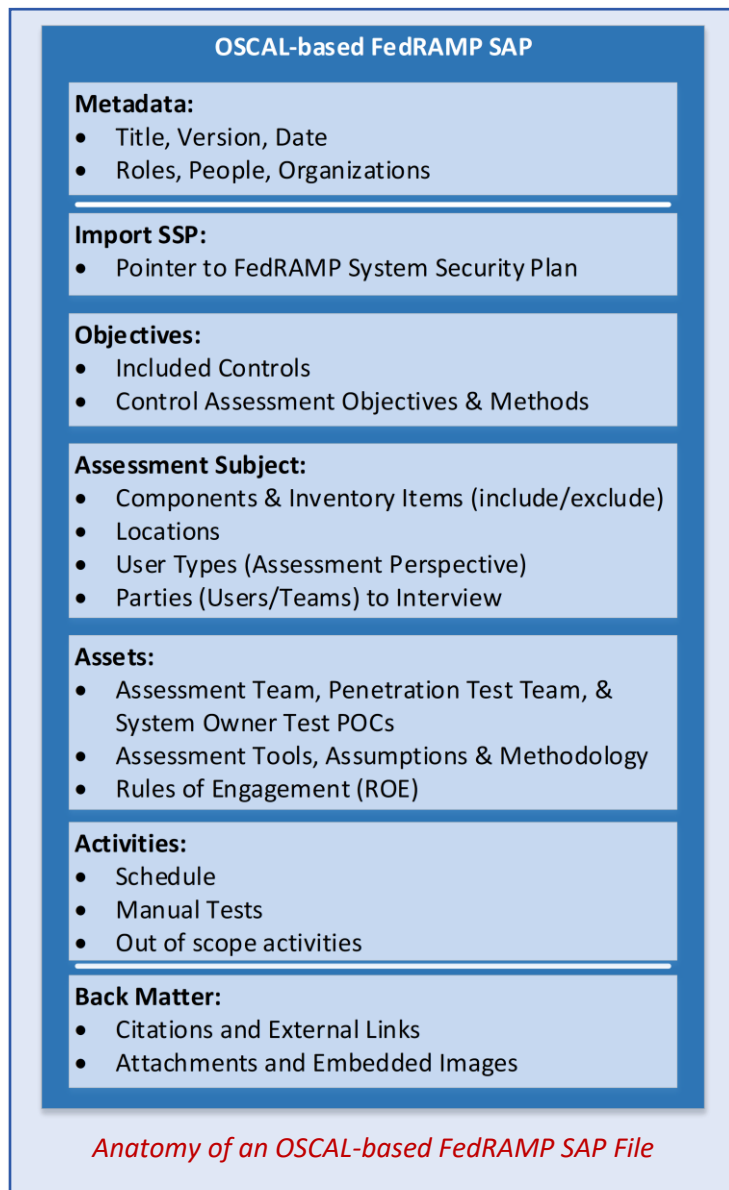 OSCAL-based FedRAMP SAP
Metadata:
• Title, Version, Date
• Roles, People, Organizations
Import SSP:
• Pointer to FedRAMP System Security Plan
Objectives:
• Included Controls
• Control Assessment Objectives & Methods
Assessment Subject:
• Components & Inventory Items (include/exclude)
• Locations
• User Types (Assessment Perspective)
• Parties (Users/Teams) to Interview
Assets:
• Assessment Team, Penetration Test Team, &
System Owner Test POCs
• Assessment Tools, Assumptions & Methodology
• Rules of Engagement (ROE)
Activities:
• Schedule
• Manual Tests
• Out of scope activities
Back Matter:
• Citations and External Links
• Attachments and Embedded Images
Anatomy of an OSCAL-based FedRAMP SAP File